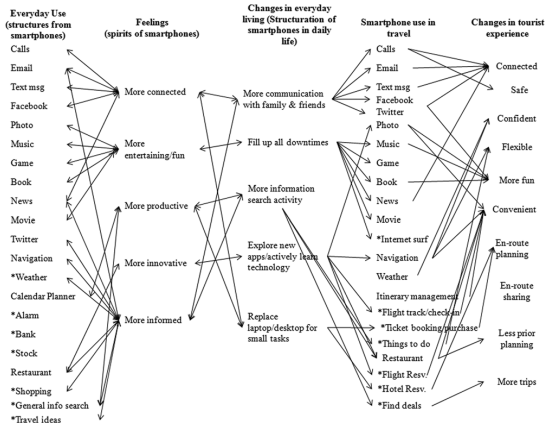 Everyday Use
(structures from
smartphones)
Calls
Email
Text msg
Facebook
Photo
Music
Game
Book
News
Movie
Twitter
Navigation
*Weather
Calendar Planner
*Alarm
*Bank
*Stock
Restaurant
*Shopping
*General info search
*Travel ideas
Feelings
(spirits of smartphones)
More connected
More
entertaining/fun
More productive
More innovative
More informed
Changes in everyday
living (Structuration of
smartphones in daily
life)
More communication
with family & friends
Fill up all downtimes
More information
search activity
Explore new
apps/actively learn
technology
Replace
laptop/desktop for
small tasks
Smartphone use in
travel
Calls
Email
Text msg
Facebook
Twitter
Photo
Music
Game
Book
News
Movie
*Internet surf
Navigation
Weather
Itinerary management
*Flight track/check-in
*Ticket booking/purchase
*Things to do
Restaurant
*Flight Resv.
*Hotel Resv.
*Find deals
Changes in tourist
experience
Connected
Safe
Confident
Flexible
More fun
Convenient
En-route
planning
En-route
sharing
Less prior
planning
More trips